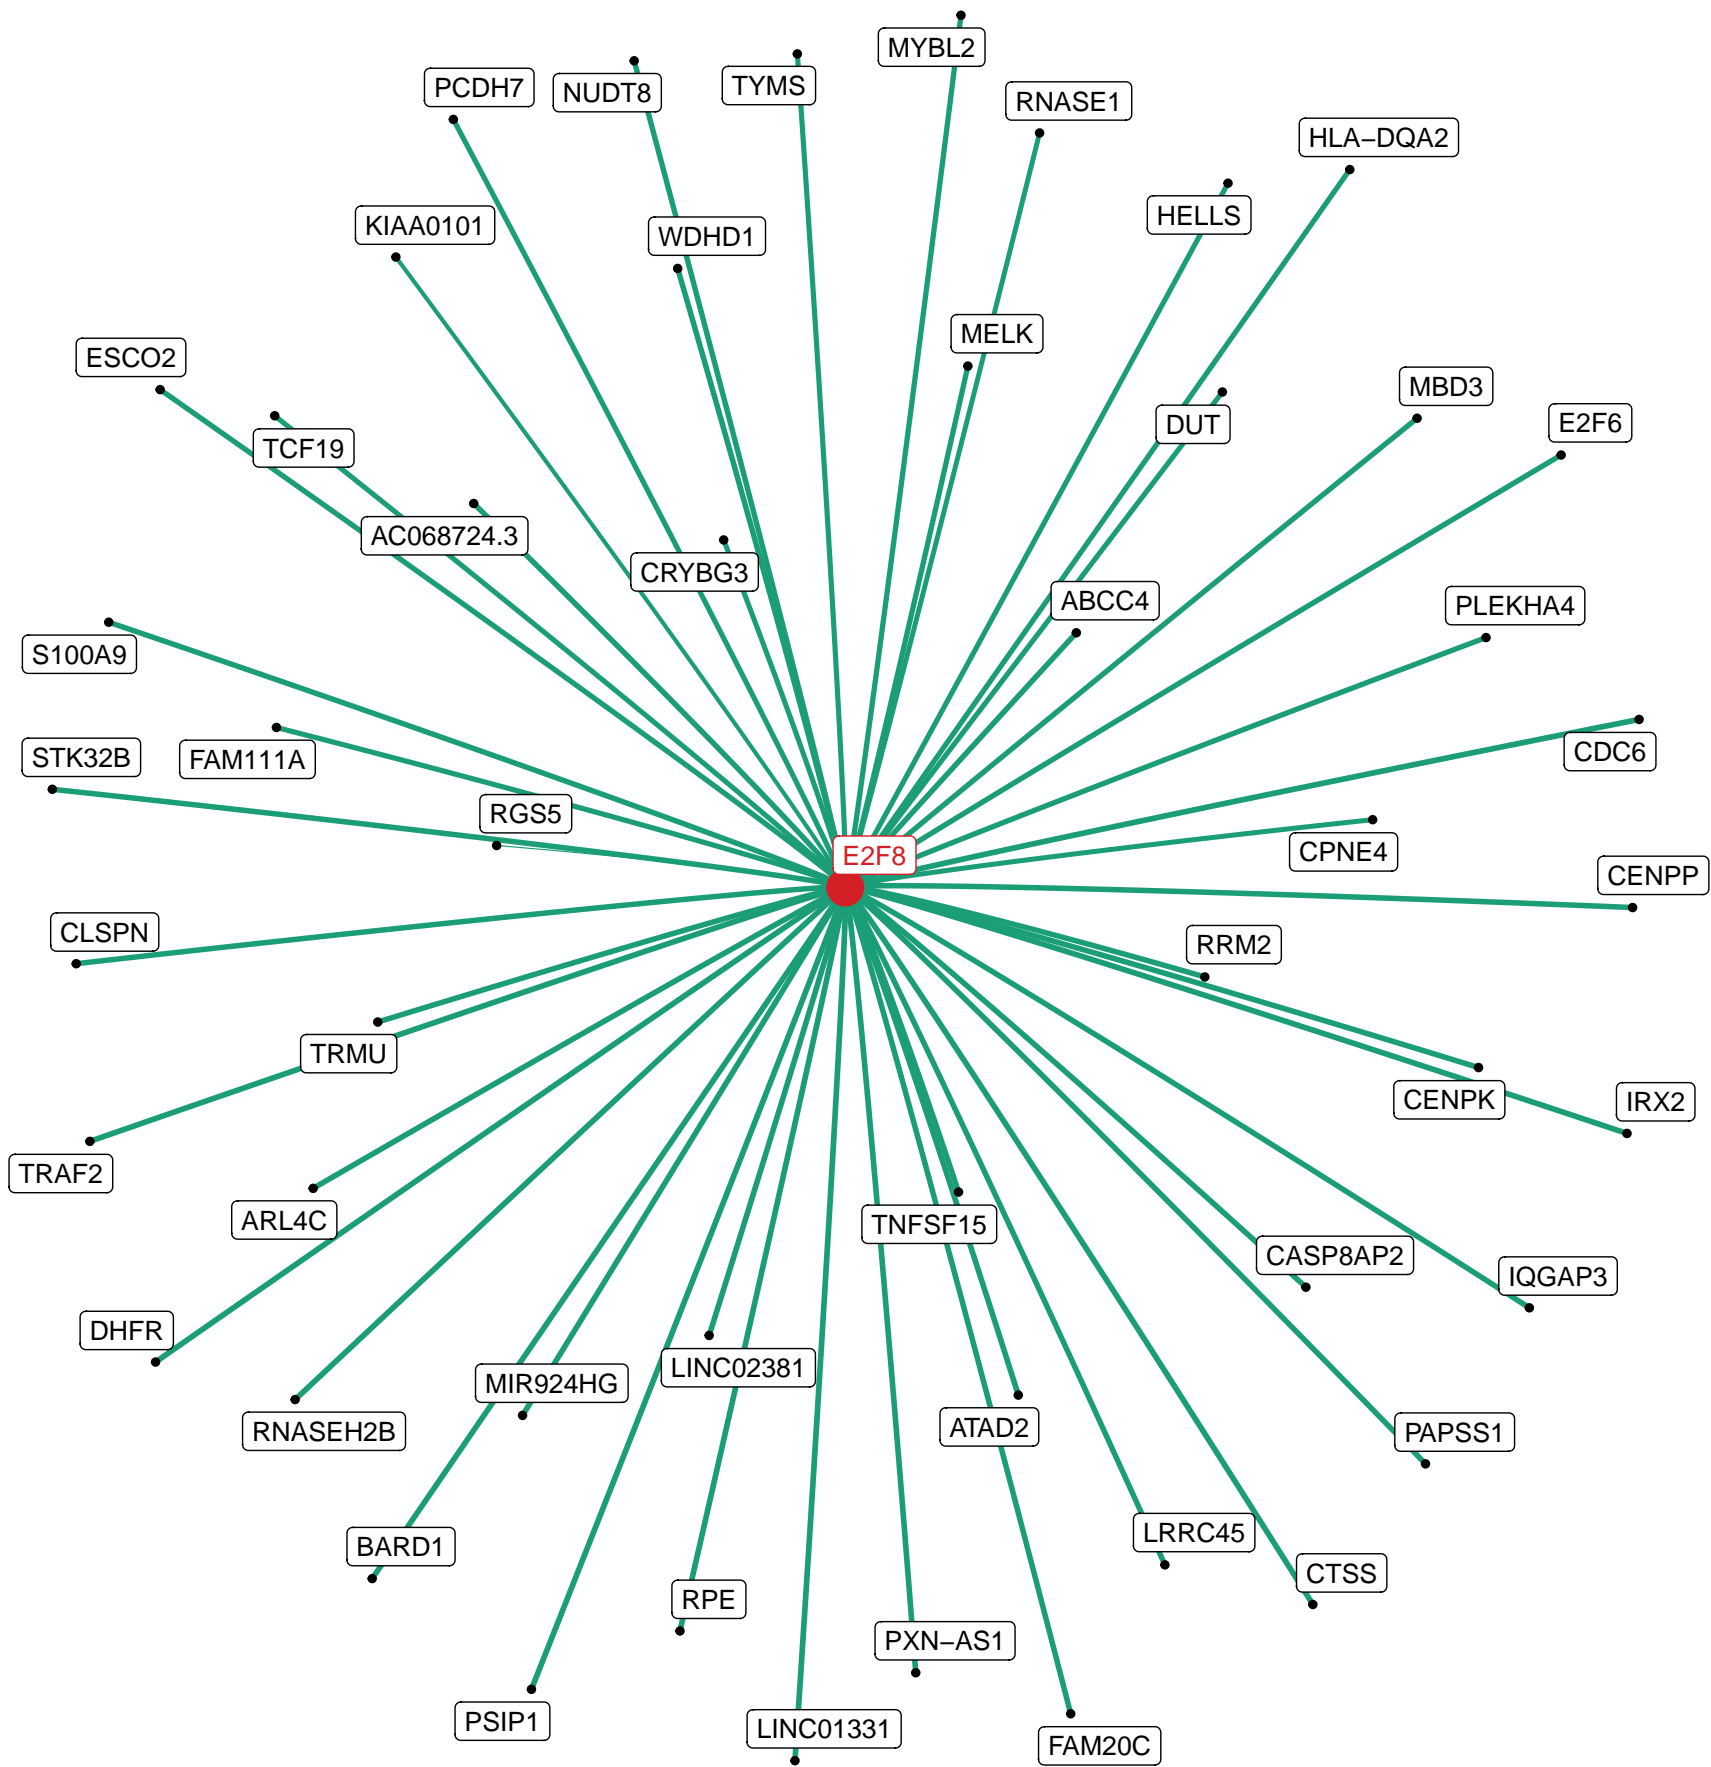 MYBL2
TYMS
PCDH7
NUDT8
RNASE1
HLA−DQA2
HELLS
KIAA0101
WDHD1
MELK
ESCO2
MBD3
E2F6
DUT
TCF19
AC068724.3
CRYBG3
ABCC4
PLEKHA4
S100A9
CDC6
STK32B
FAM111A
RGS5
CPNE4
E2F8
CENPP
CLSPN
RRM2
TRMU
CENPK
IRX2
TRAF2
ARL4C
TNFSF15
CASP8AP2
IQGAP3
DHFR
LINC02381
MIR924HG
ATAD2
RNASEH2B
PAPSS1
LRRC45
BARD1
CTSS
RPE
PXN−AS1
PSIP1
LINC01331
FAM20C